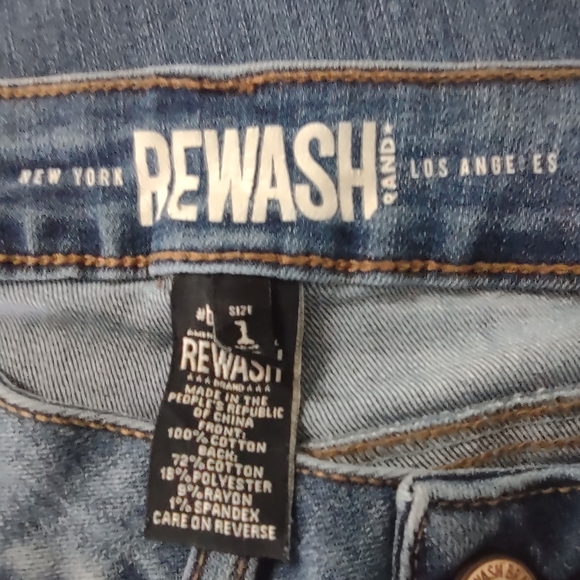 NEW YORK REWASH BRAND LOS ANGELES
SIZE
1
REWASH
BRAND
MADE IN THE
PEOPLE'S REPUBLIC
OF CHINA
FRONT:
100% COTTON
BACK:
72% COTTON
18% POLYESTER
9% RAYON
1% SPANDEX
CARE ON REVERSE